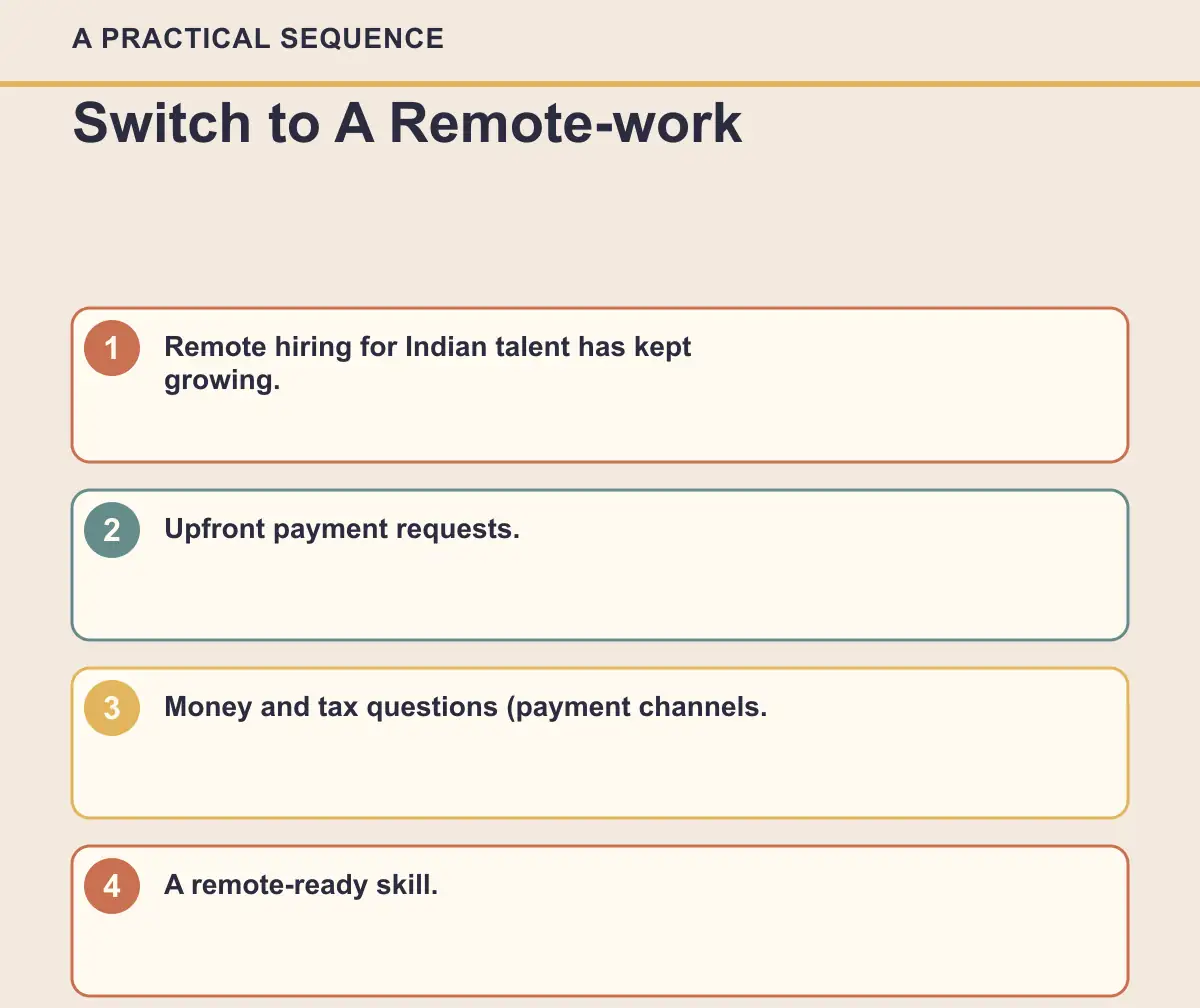 A PRACTICAL SEQUENCE
Switch to A Remote-work
1
Remote hiring for Indian talent has kept
growing.
2
Upfront payment requests.
3
Money and tax questions (payment channels.
4
A remote-ready skill.